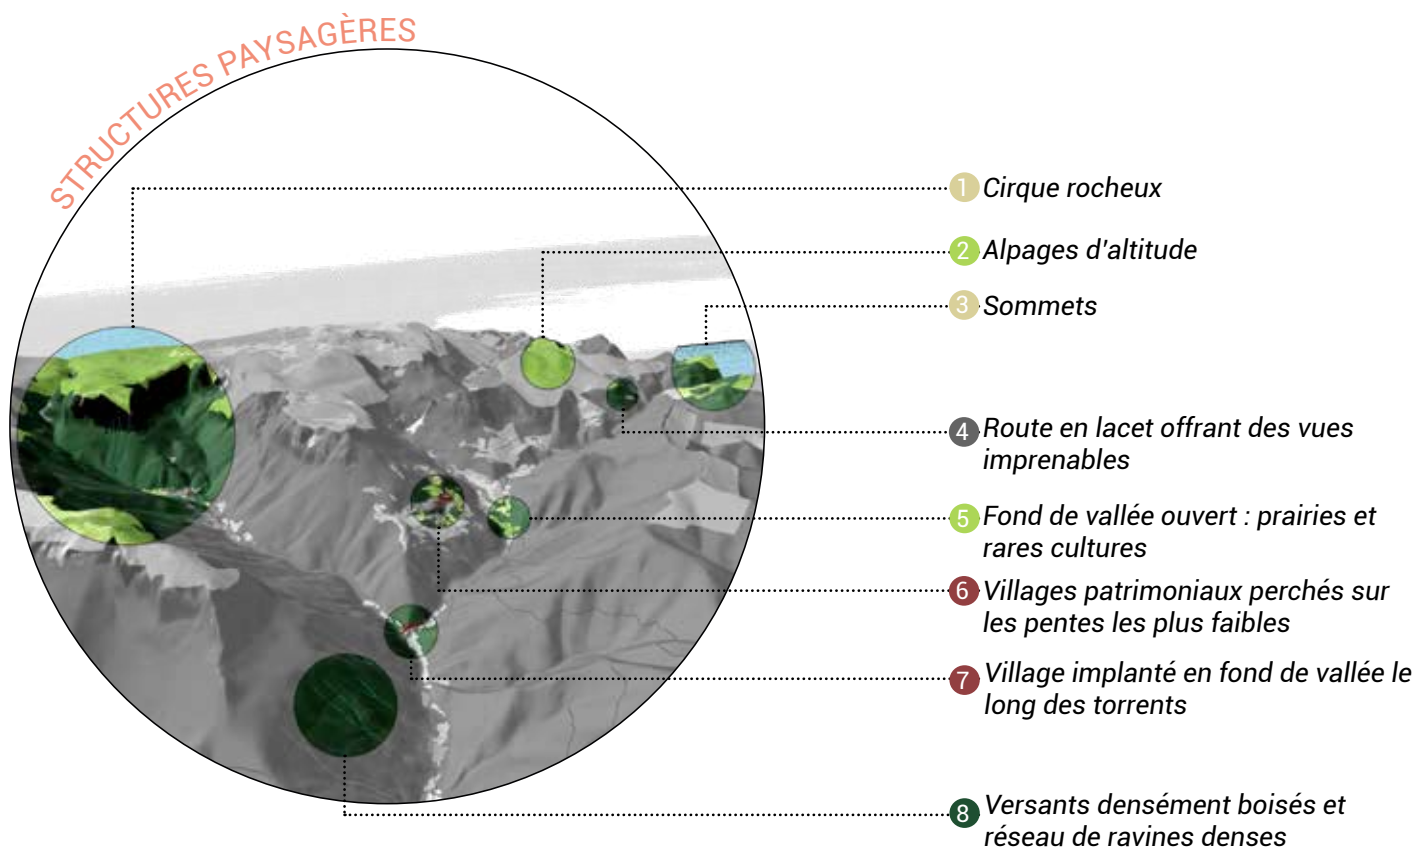 STRUCTURES PAYSAGÈRES
1 Cirque rocheux
2 Alpages d'altitude
3 Sommets
4 Route en lacet offrant des vues
imprenables
5 Fond de vallée ouvert : prairies et
rares cultures
6 Villages patrimoniaux perchés sur
les pentes les plus faibles
7 Village implanté en fond de vallée le
long des torrents
8 Versants densément boisés et
réseau de ravines denses